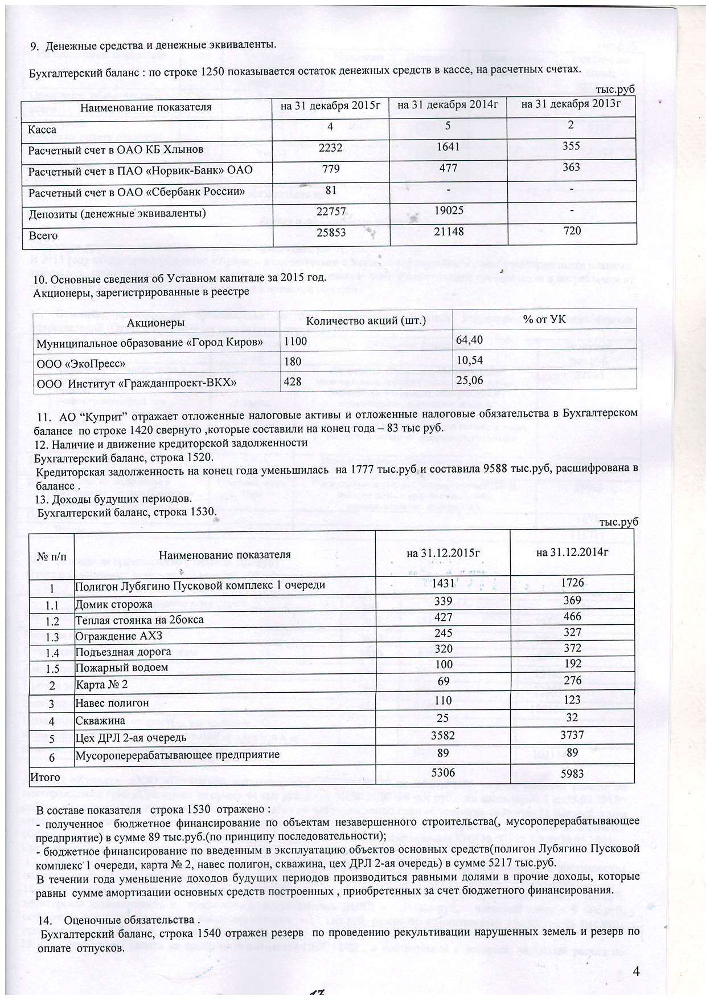 9. Денежные средства и денежные эквиваленты.
Бухгалтерский баланс : по строке 1250 показывается остаток денежных средств в кассе, на расчетных счетах.
тыс.руб
Наименование показателя на 31 декабря 2015г на 31 декабря 2014г на 31 декабря 2013г
Касса 4 5 2
Расчетный счет в ОАО КБ Хлынов 2232 1641 355
Расчетный счет в ПАО «Норвик-Банк» ОАО 779 477 363
Расчетный счет в ОАО «Сбербанк России» 81 - -
Депозиты (денежные эквиваленты) 22757 19025 -
Всего 25853 21148 720
10. Основные сведения об Уставном капитале за 2015 год.
Акционеры, зарегистрированные в реестре
Акционеры Количество акций (шт.) % от УК
Муниципальное образование «Город Киров» 1100 64,40
ООО «ЭкоПресс» 180 10,54
ООО Институт «Гражданпроект-ВКХ» 428 25,06
11. АО “Куприт” отражает отложенные налоговые активы и отложенные налоговые обязательства в Бухгалтерском
балансе по строке 1420 свернуто ,которые составили на конец года – 83 тыс руб.
12. Наличие и движение кредиторской задолженности
Бухгалтерский баланс, строка 1520.
Кредиторская задолженность на конец года уменьшилась на 1777 тыс.руб и составила 9588 тыс.руб, расшифрована в
балансе .
13. Доходы будущих периодов.
Бухгалтерский баланс, строка 1530.
тыс.руб
№ п/п Наименование показателя на 31.12.2015г на 31.12.2014г
1 Полигон Лубягино Пусковой комплекс 1 очереди 1431 1726
1.1 Домик сторожа 339 369
1.2 Теплая стоянка на 2бокса 427 466
1.3 Ограждение АХЗ 245 327
1.4 Подъездная дорога 320 372
1.5 Пожарный водоем 100 192
2 Карта № 2 69 276
3 Навес полигон 110 123
4 Скважина 25 32
5 Цех ДРЛ 2-ая очередь 3582 3737
6 Мусороперерабатывающее предприятие 89 89
Итого 5306 5983
В составе показателя строка 1530 отражено :
- полученное бюджетное финансирование по объектам незавершенного строительства(, мусороперерабатывающее
предприятие) в сумме 89 тыс.руб.(по принципу последовательности);
- бюджетное финансирование по введенным в эксплуатацию объектов основных средств(полигон Лубягино Пусковой
комплекс 1 очереди, карта № 2, навес полигон, скважина, цех ДРЛ 2-ая очередь) в сумме 5217 тыс.руб.
В течении года уменьшение доходов будущих периодов производиться равными долями в прочие доходы, которые
равны сумме амортизации основных средств построенных , приобретенных за счет бюджетного финансирования.
14. Оценочные обязательства .
Бухгалтерский баланс, строка 1540 отражен резерв по проведению рекультивации нарушенных земель и резерв по
оплате отпусков.
4